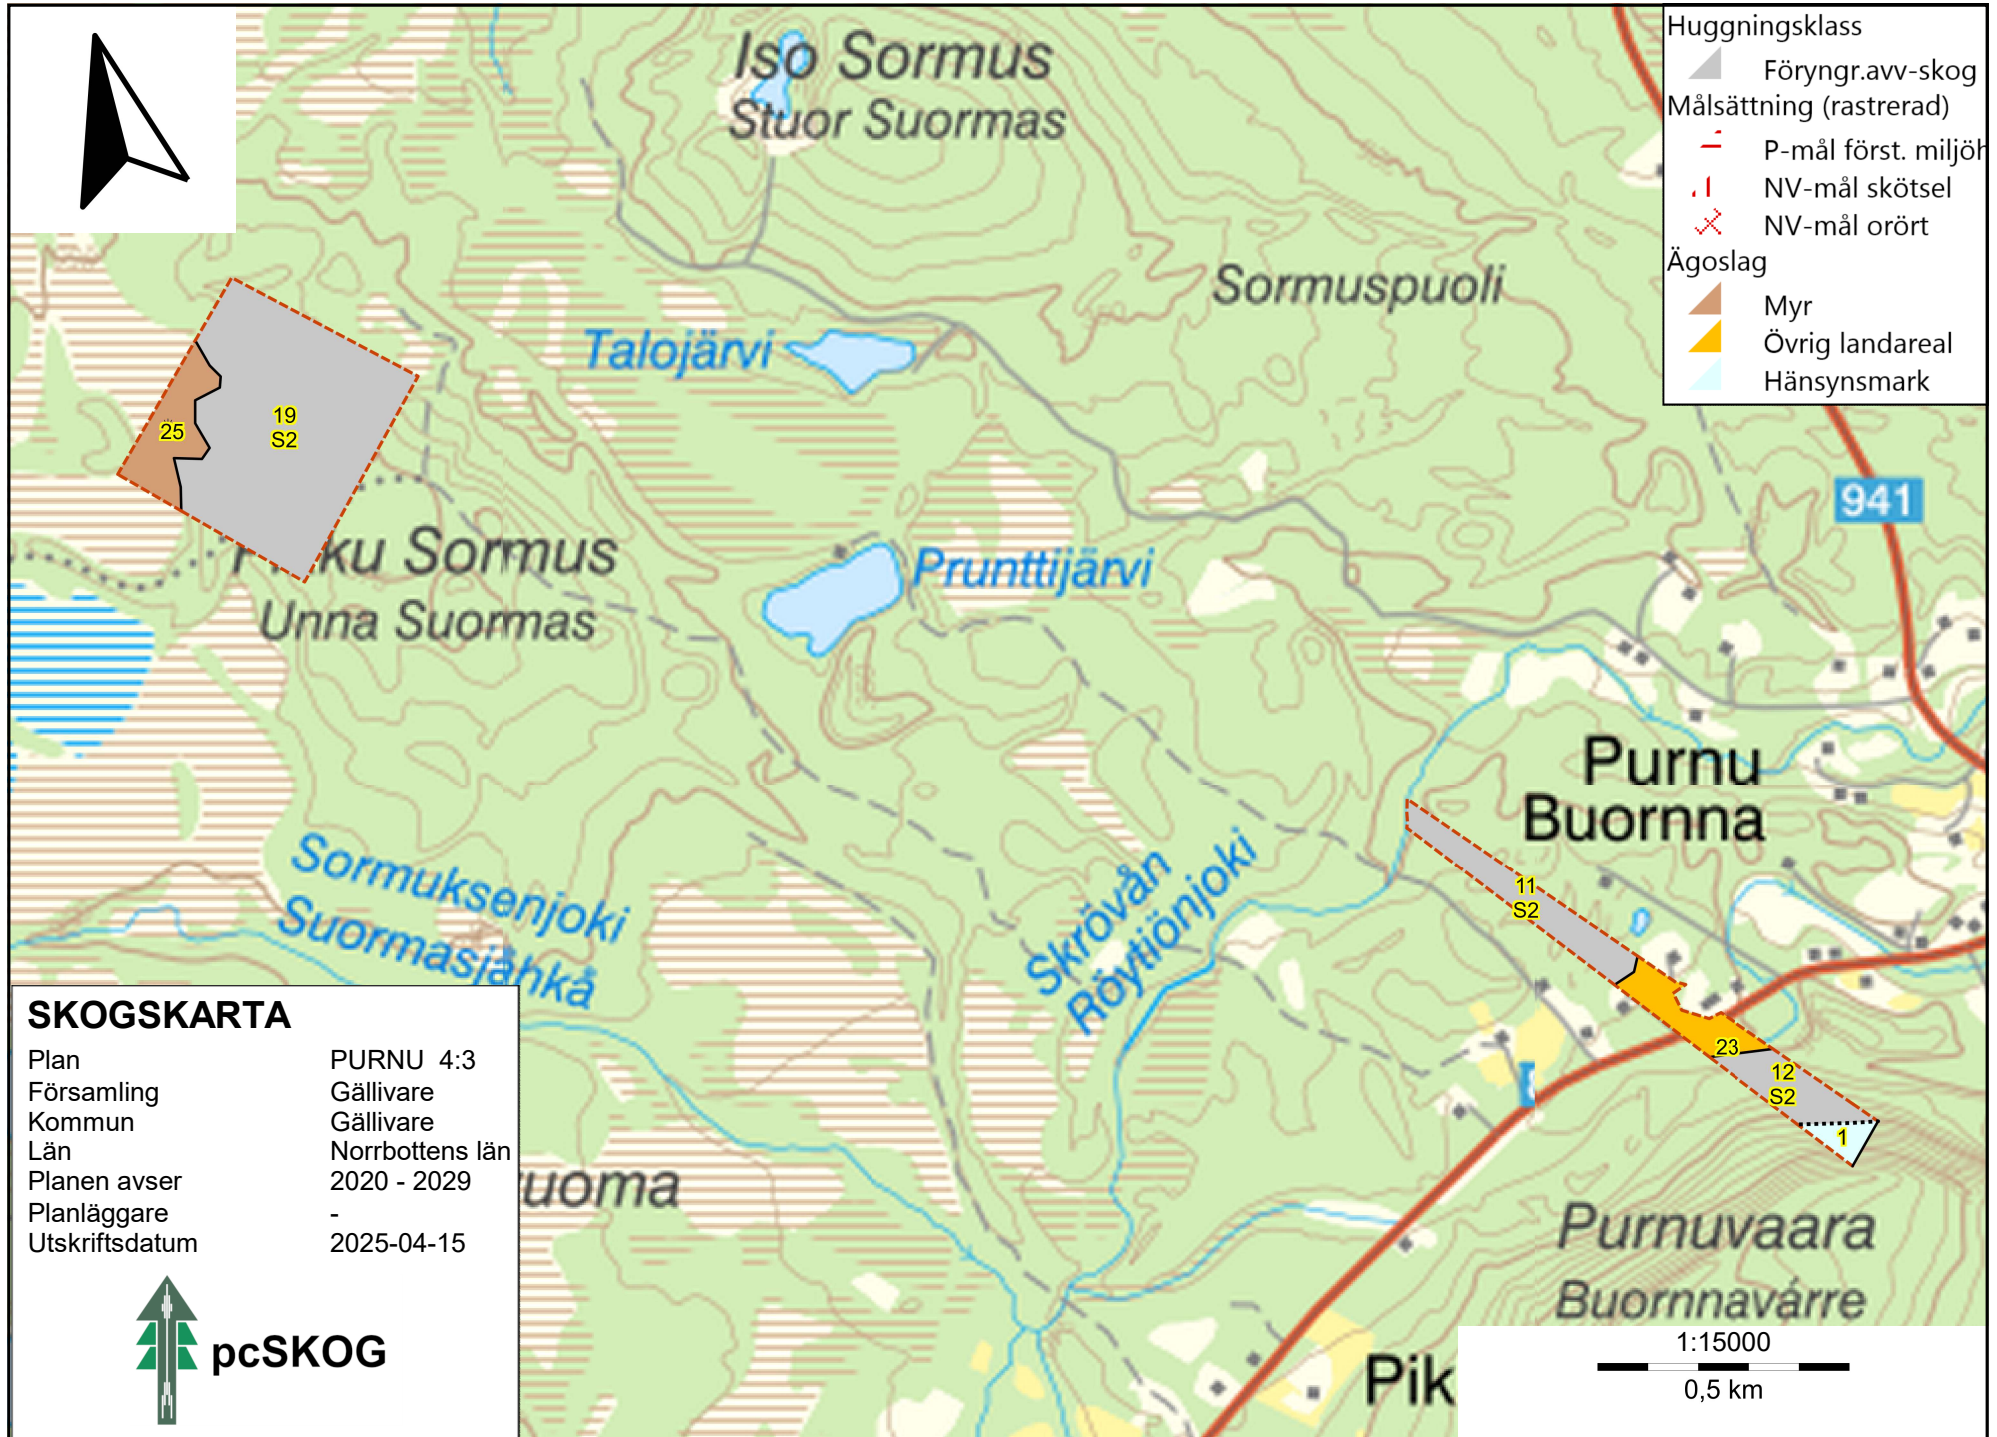 Iso Sormus
Stuor Suormas
Sormuspuoli
Talojärvi
Prunttijärvi
941
19
S2
25
Unna Suormas
Purnu
Buornna
Sormuksenjoki
Suormasjåhkå
Skrövån
Röytiönjoki
11
S2
23
12
S2
1
Purnuvaara
Buornnavárre
Pik
Huggningsklass
Föryngr.avv-skog
Målsättning (rastrerad)
P-mål först. miljöh
NV-mål skötsel
NV-mål orört
Ägoslag
Myr
Övrig landareal
Hänsynsmark
SKOGSKARTA
Plan PURNU 4:3
Församling Gällivare
Kommun Gällivare
Län Norrbottens län
Planen avser 2020 - 2029
Planläggare -
Utskriftsdatum 2025-04-15
pcSKOG
1:15000
0,5 km